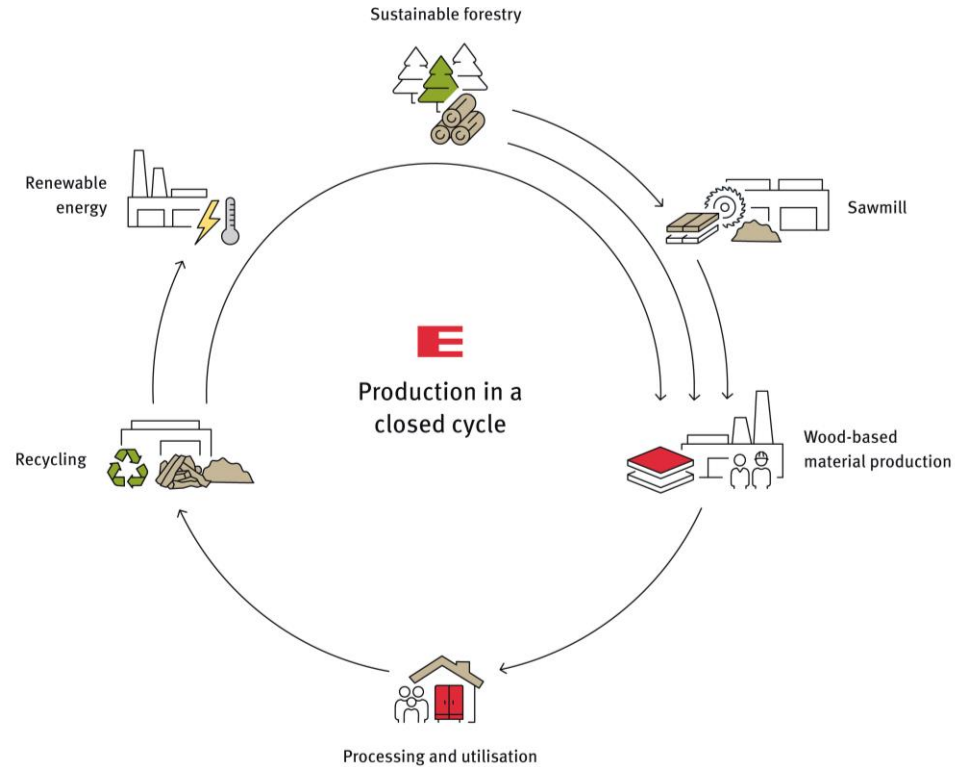 Sustainable forestry
Renewable
energy
Sawmill
Production in a
closed cycle
Recycling
Wood-based
material production
Processing and utilisation